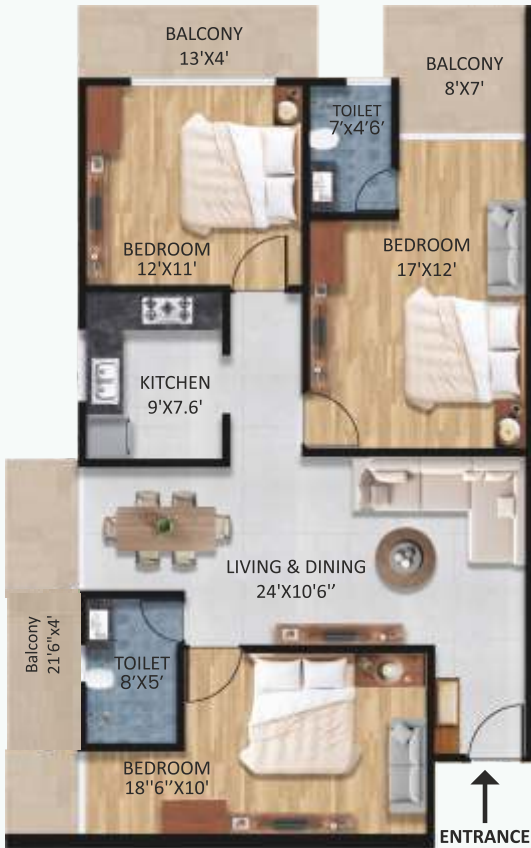 BALCONY
13'X4'
BALCONY
8'X7'
TOILET
7'x4'6'
BEDROOM
12'X11'
BEDROOM
17'X12'
KITCHEN
9'X7.6'
LIVING & DINING
24'X10'6''
Balcony
21'6"x4'
TOILET
8'X5'
BEDROOM
18''6''X10'
ENTRANCE